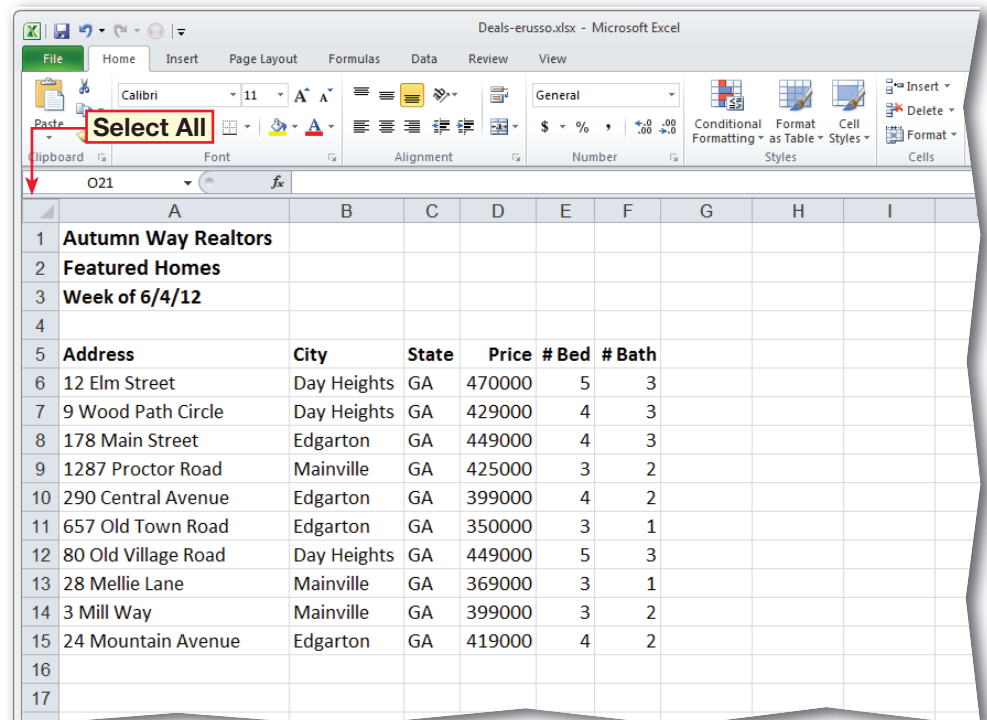 Deals-erusso.xlsx - Microsoft Excel
File Home Insert Page Layout Formulas Data Review View
Calibri 11 A A General Insert
Paste Select All $ % , .0 .00 .00 .0 Conditional Formatting Format as Table Cell Styles Delete
Format
Clipboard Font Alignment Number Styles Cells
O21 fx
A B C D E F G H I
1 Autumn Way Realtors
2 Featured Homes
3 Week of 6/4/12
4
5 Address City State Price # Bed # Bath
6 12 Elm Street Day Heights GA 470000 5 3
7 9 Wood Path Circle Day Heights GA 429000 4 3
8 178 Main Street Edgarton GA 449000 4 3
9 1287 Proctor Road Mainville GA 425000 3 2
10 290 Central Avenue Edgarton GA 399000 4 2
11 657 Old Town Road Edgarton GA 350000 3 1
12 80 Old Village Road Day Heights GA 449000 5 3
13 28 Mellie Lane Mainville GA 369000 3 1
14 3 Mill Way Mainville GA 399000 3 2
15 24 Mountain Avenue Edgarton GA 419000 4 2
16
17